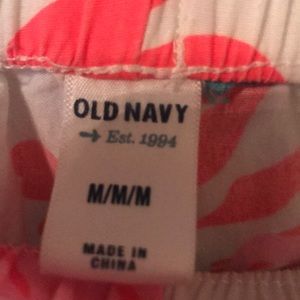 OLD NAVY
→ Est. 1994
M/M/M
MADE IN
CHINA